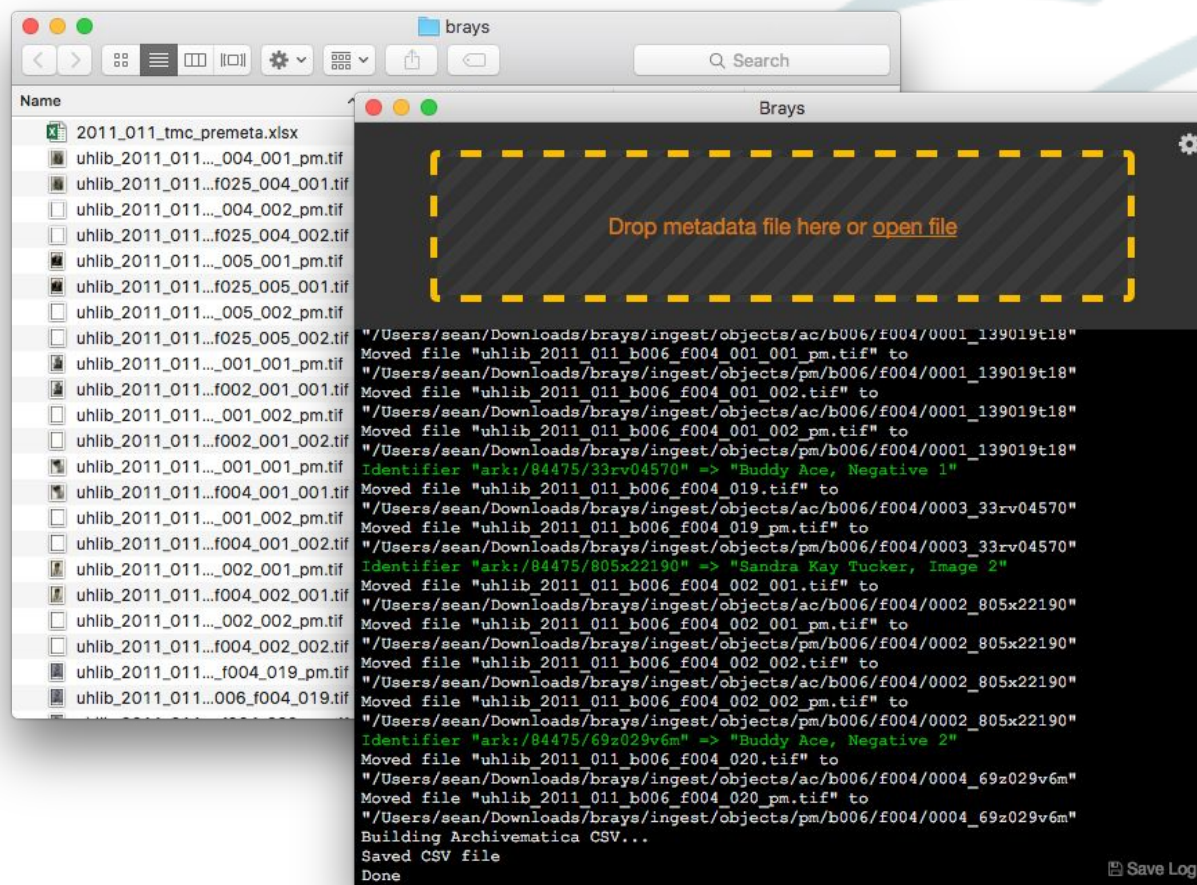 brays
Search
Name
2011_011_tmc_premeta.xlsx
uhlib_2011_011..._004_001_pm.tif
uhlib_2011_011...f025_004_001.tif
uhlib_2011_011..._004_002_pm.tif
uhlib_2011_011...f025_004_002.tif
uhlib_2011_011..._005_001_pm.tif
uhlib_2011_011...f025_005_001.tif
uhlib_2011_011..._005_002_pm.tif
uhlib_2011_011...f025_005_002.tif
uhlib_2011_011..._001_001_pm.tif
uhlib_2011_011...f002_001_001.tif
uhlib_2011_011..._001_002_pm.tif
uhlib_2011_011...f002_001_002.tif
uhlib_2011_011..._001_001_pm.tif
uhlib_2011_011...f004_001_001.tif
uhlib_2011_011..._001_002_pm.tif
uhlib_2011_011...f004_001_002.tif
uhlib_2011_011..._002_001_pm.tif
uhlib_2011_011...f004_002_001.tif
uhlib_2011_011..._002_002_pm.tif
uhlib_2011_011...f004_002_002.tif
uhlib_2011_011..._f004_019_pm.tif
uhlib_2011_011...006_f004_019.tif
Brays
Drop metadata file here or open file
"/Users/sean/Downloads/brays/ingest/objects/ac/b006/f004/0001_139019t18"
Moved file "uhlib_2011_011_b006_f004_001_001_pm.tif" to
"/Users/sean/Downloads/brays/ingest/objects/pm/b006/f004/0001_139019t18"
Moved file "uhlib_2011_011_b006_f004_001_002.tif" to
"/Users/sean/Downloads/brays/ingest/objects/ac/b006/f004/0001_139019t18"
Moved file "uhlib_2011_011_b006_f004_001_002_pm.tif" to
"/Users/sean/Downloads/brays/ingest/objects/pm/b006/f004/0001_139019t18"
Identifier "ark:/84475/33rv04570" => "Buddy Ace, Negative 1"
Moved file "uhlib_2011_011_b006_f004_019.tif" to
"/Users/sean/Downloads/brays/ingest/objects/ac/b006/f004/0003_33rv04570"
Moved file "uhlib_2011_011_b006_f004_019_pm.tif" to
"/Users/sean/Downloads/brays/ingest/objects/pm/b006/f004/0003_33rv04570"
Identifier "ark:/84475/805x22190" => "Sandra Kay Tucker, Image 2"
Moved file "uhlib_2011_011_b006_f004_002_001.tif" to
"/Users/sean/Downloads/brays/ingest/objects/ac/b006/f004/0002_805x22190"
Moved file "uhlib_2011_011_b006_f004_002_001_pm.tif" to
"/Users/sean/Downloads/brays/ingest/objects/pm/b006/f004/0002_805x22190"
Moved file "uhlib_2011_011_b006_f004_002_002.tif" to
"/Users/sean/Downloads/brays/ingest/objects/ac/b006/f004/0002_805x22190"
Moved file "uhlib_2011_011_b006_f004_002_002_pm.tif" to
"/Users/sean/Downloads/brays/ingest/objects/pm/b006/f004/0002_805x22190"
Identifier "ark:/84475/69z029v6m" => "Buddy Ace, Negative 2"
Moved file "uhlib_2011_011_b006_f004_020.tif" to
"/Users/sean/Downloads/brays/ingest/objects/ac/b006/f004/0004_69z029v6m"
Moved file "uhlib_2011_011_b006_f004_020_pm.tif" to
"/Users/sean/Downloads/brays/ingest/objects/pm/b006/f004/0004_69z029v6m"
Building Archivematica CSV...
Saved CSV file
Done
Save Log